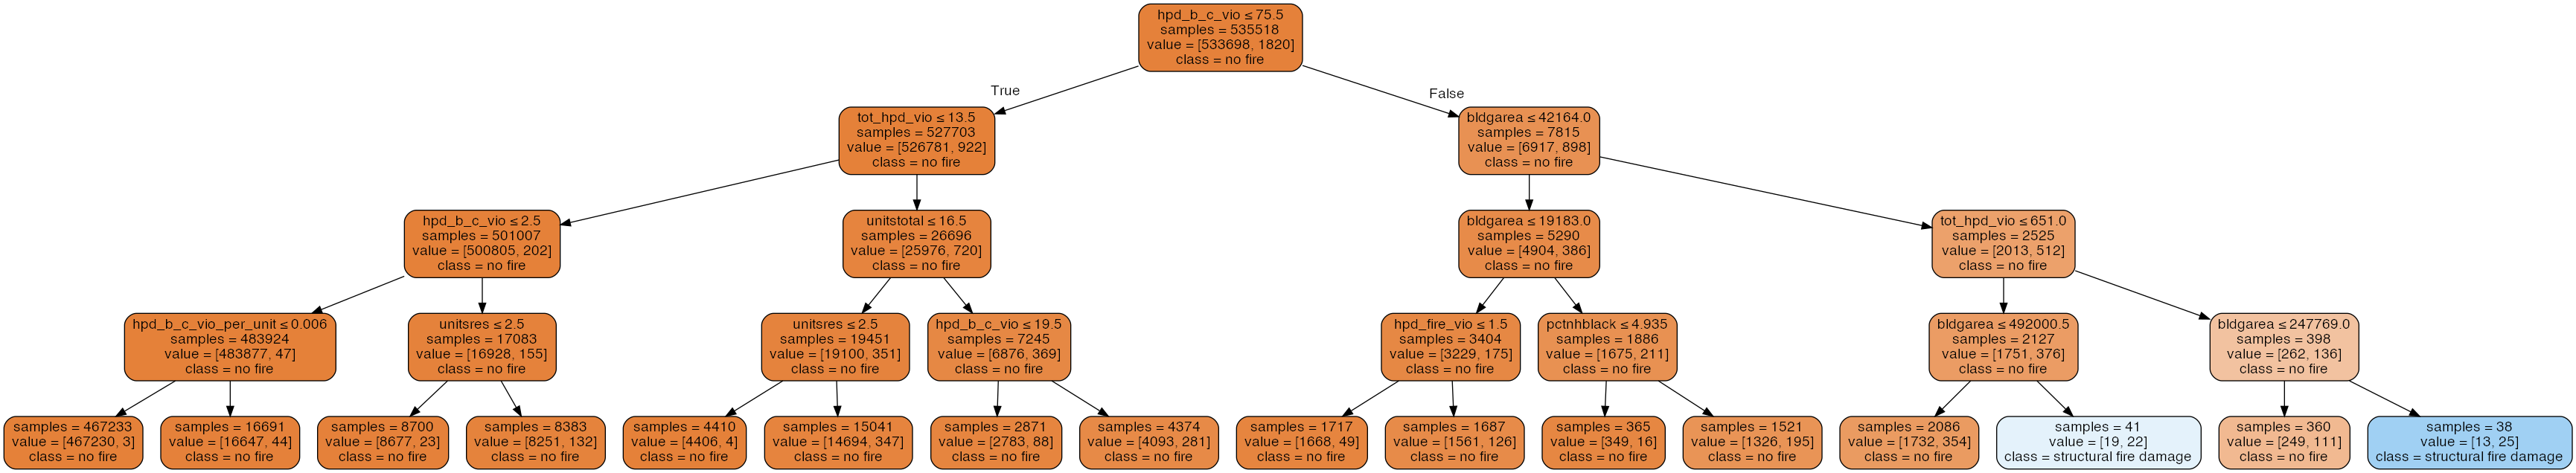 hpd_b_c_vio ≤ 75.5
samples = 535518
value = [533698, 1820]
class = no fire
True
False
tot_hpd_vio ≤ 13.5
samples = 527703
value = [526781, 922]
class = no fire
bldgarea ≤ 42164.0
samples = 7815
value = [6917, 898]
class = no fire
hpd_b_c_vio ≤ 2.5
samples = 501007
value = [500805, 202]
class = no fire
unitstotal ≤ 16.5
samples = 26696
value = [25976, 720]
class = no fire
bldgarea ≤ 19183.0
samples = 5290
value = [4904, 386]
class = no fire
tot_hpd_vio ≤ 651.0
samples = 2525
value = [2013, 512]
class = no fire
hpd_b_c_vio_per_unit ≤ 0.006
samples = 483924
value = [483877, 47]
class = no fire
unitsres ≤ 2.5
samples = 17083
value = [16928, 155]
class = no fire
unitsres ≤ 2.5
samples = 19451
value = [19100, 351]
class = no fire
hpd_b_c_vio ≤ 19.5
samples = 7245
value = [6876, 369]
class = no fire
hpd_fire_vio ≤ 1.5
samples = 3404
value = [3229, 175]
class = no fire
pctnhblack ≤ 4.935
samples = 1886
value = [1675, 211]
class = no fire
bldgarea ≤ 492000.5
samples = 2127
value = [1751, 376]
class = no fire
bldgarea ≤ 247769.0
samples = 398
value = [262, 136]
class = no fire
samples = 467233
value = [467230, 3]
class = no fire
samples = 16691
value = [16647, 44]
class = no fire
samples = 8700
value = [8677, 23]
class = no fire
samples = 8383
value = [8251, 132]
class = no fire
samples = 4410
value = [4406, 4]
class = no fire
samples = 15041
value = [14694, 347]
class = no fire
samples = 2871
value = [2783, 88]
class = no fire
samples = 4374
value = [4093, 281]
class = no fire
samples = 1717
value = [1668, 49]
class = no fire
samples = 1687
value = [1561, 126]
class = no fire
samples = 365
value = [349, 16]
class = no fire
samples = 1521
value = [1326, 195]
class = no fire
samples = 2086
value = [1732, 354]
class = no fire
samples = 41
value = [19, 22]
class = structural fire damage
samples = 360
value = [249, 111]
class = no fire
samples = 38
value = [13, 25]
class = structural fire damage